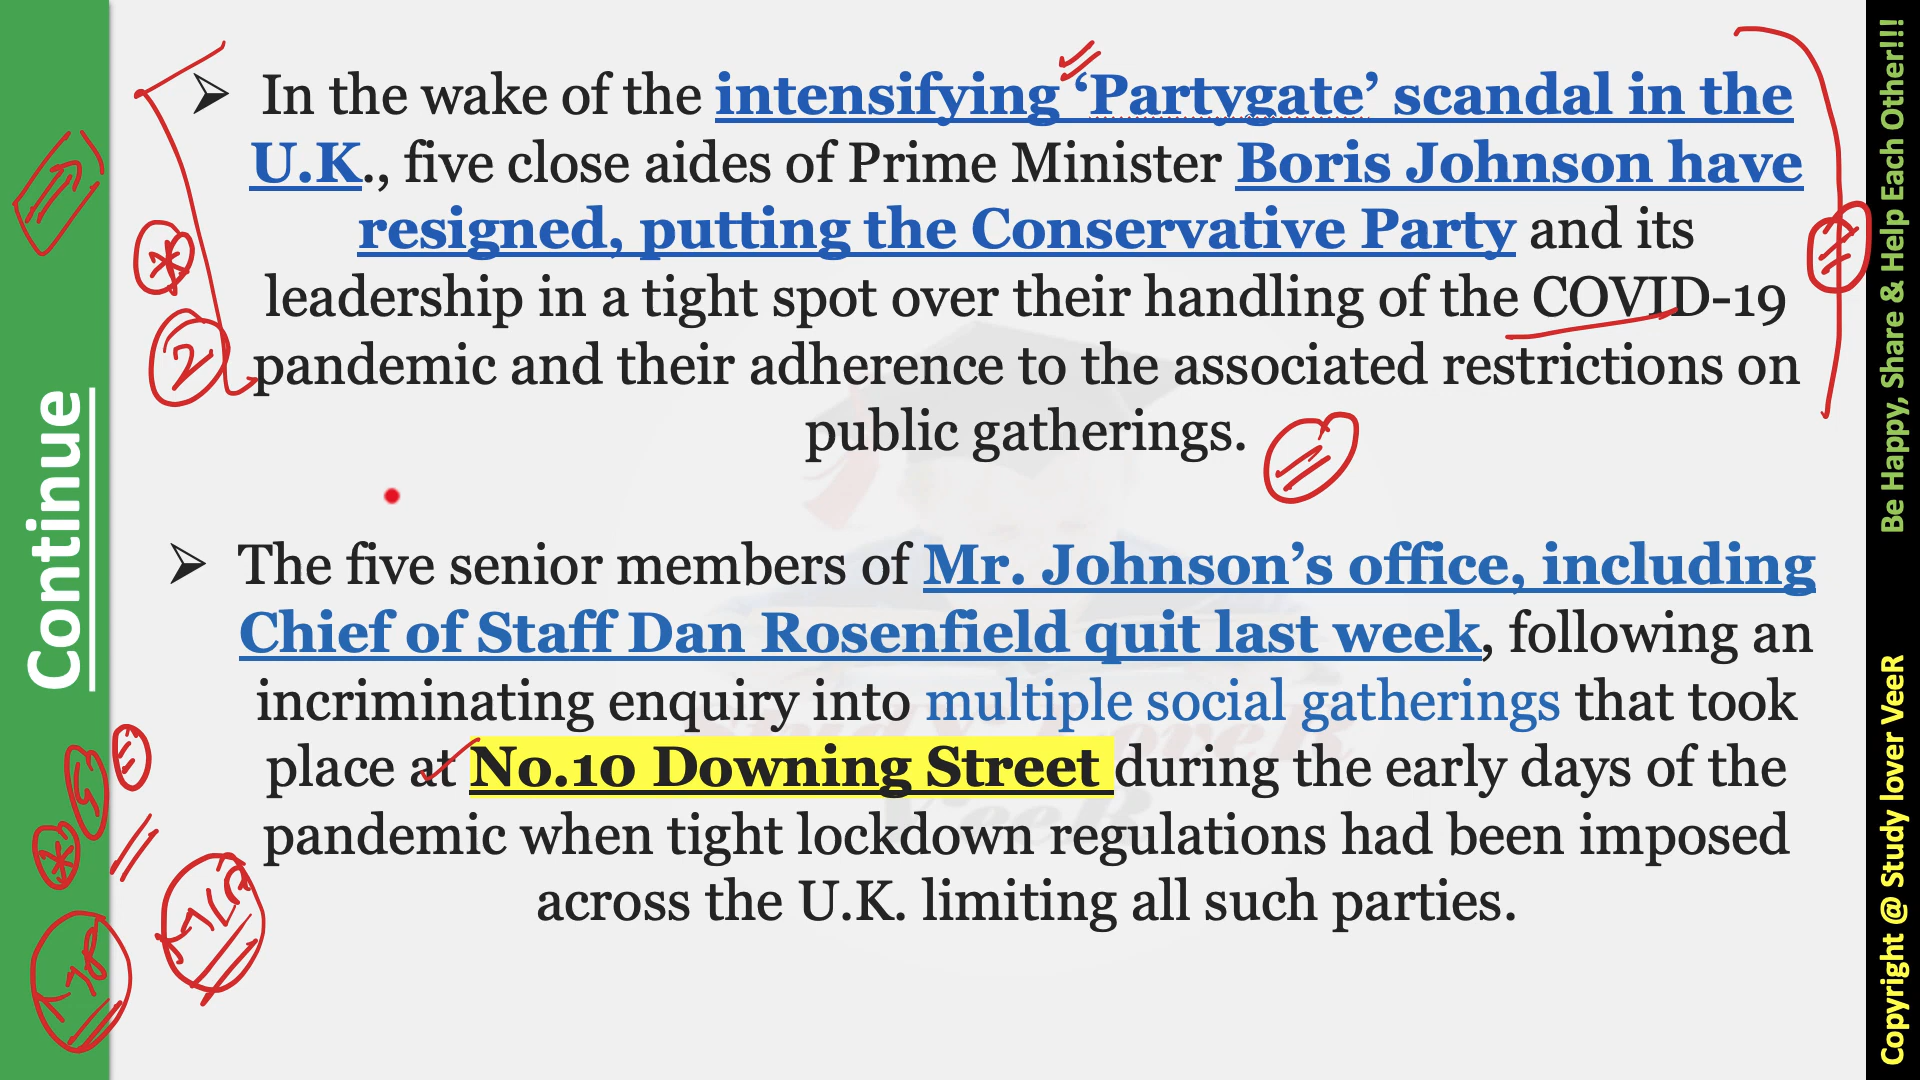 Continue
➢ In the wake of the intensifying ‘Partygate’ scandal in the
U.K., five close aides of Prime Minister Boris Johnson have
resigned, putting the Conservative Party and its
leadership in a tight spot over their handling of the COVID-19
pandemic and their adherence to the associated restrictions on
public gatherings.
➢ The five senior members of Mr. Johnson’s office, including
Chief of Staff Dan Rosenfield quit last week, following an
incriminating enquiry into multiple social gatherings that took
place at No.10 Downing Street during the early days of the
pandemic when tight lockdown regulations had been imposed
across the U.K. limiting all such parties.
2
Study LoveR
VeeR
Be Happy, Share & Help Each Other!!!
Copyright @ Study lover VeeR